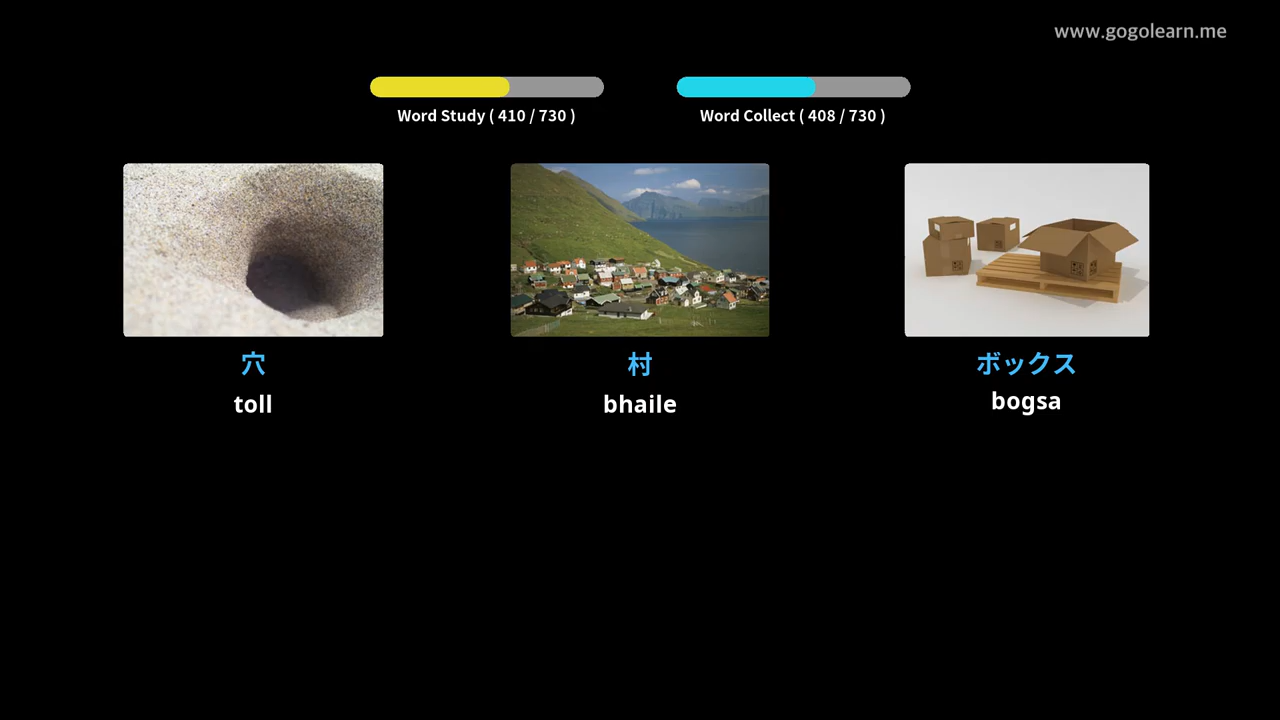 www.gogolearn.me
Word Study ( 410 / 730 )
Word Collect ( 408 / 730 )
穴
村
ボックス
toll
bhaile
bogsa